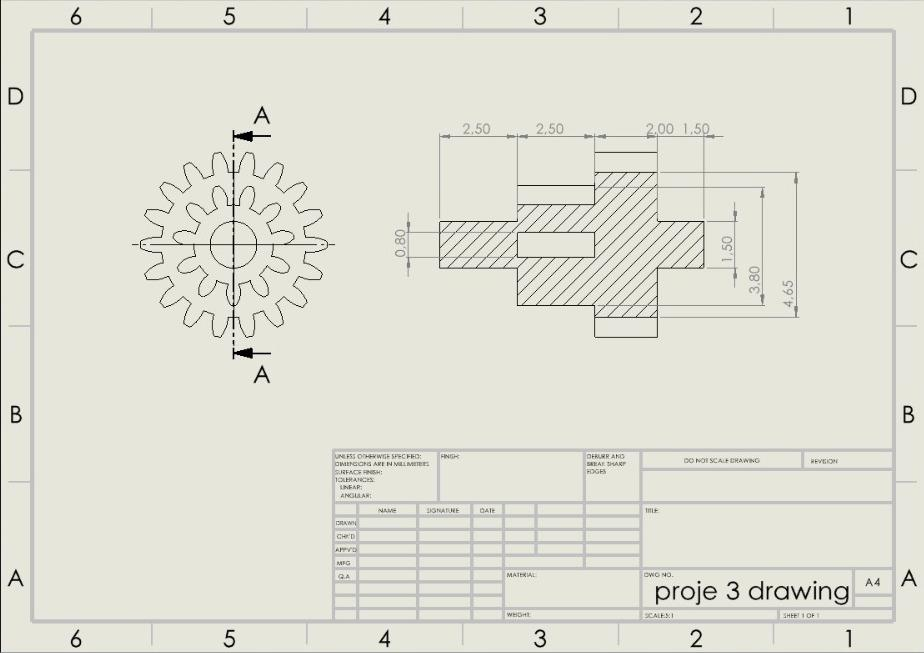 6 5 4 3 2 1
D D
A
2,50 2,50 2,00 1,50
0,80
1,50
3,80
4,65
C C
A
B B
UNLESS OTHERWISE SPECIFIED:
DIMENSIONS ARE IN MILLIMETERS
SURFACE FINISH:
TOLERANCES:
LINEAR:
ANGULAR:
FINISH:
DEBURR AND
BREAK SHARP
EDGES
DO NOT SCALE DRAWING
REVISION
NAME SIGNATURE DATE
DRAWN
CHK'D
APPV'D
MFG
Q.A
TITLE:
MATERIAL:
DWG NO.
proje 3 drawing
A4
WEIGHT:
SCALE:5:1
SHEET 1 OF 1
A A
6 5 4 3 2 1